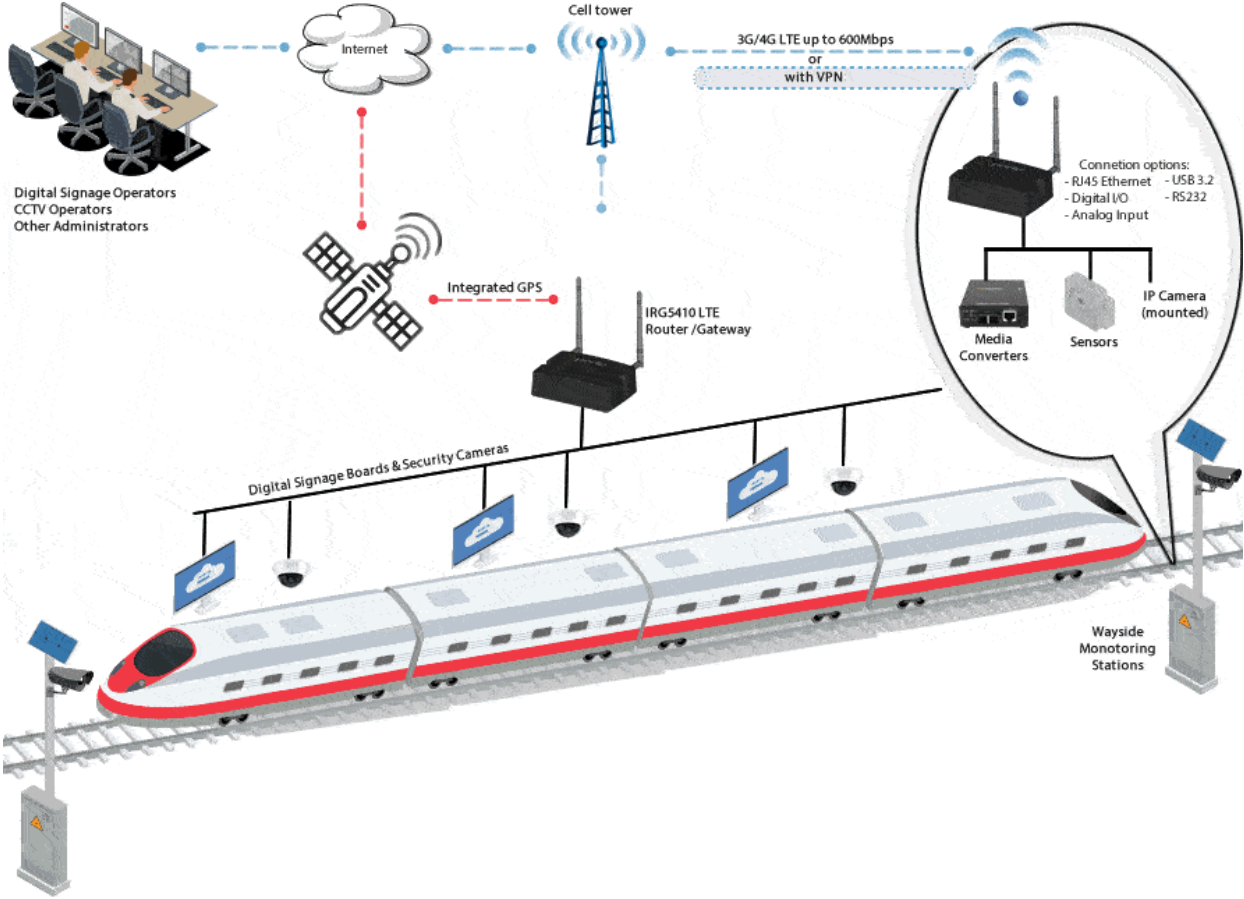 Cell tower
Internet
3G/4G LTE up to 600Mbps
or
with VPN
Connetion options:
- RJ45 Ethernet
- Digital I/O
- Analog Input
- USB 3.2
- RS232
Digital Signage Operators
CCTV Operators
Other Administrators
Integrated GPS
IRG5410 LTE
Router /Gateway
IP Camera
(mounted)
Media
Converters
Sensors
Digital Signage Boards & Security Cameras
Wayside
Monotoring
Stations